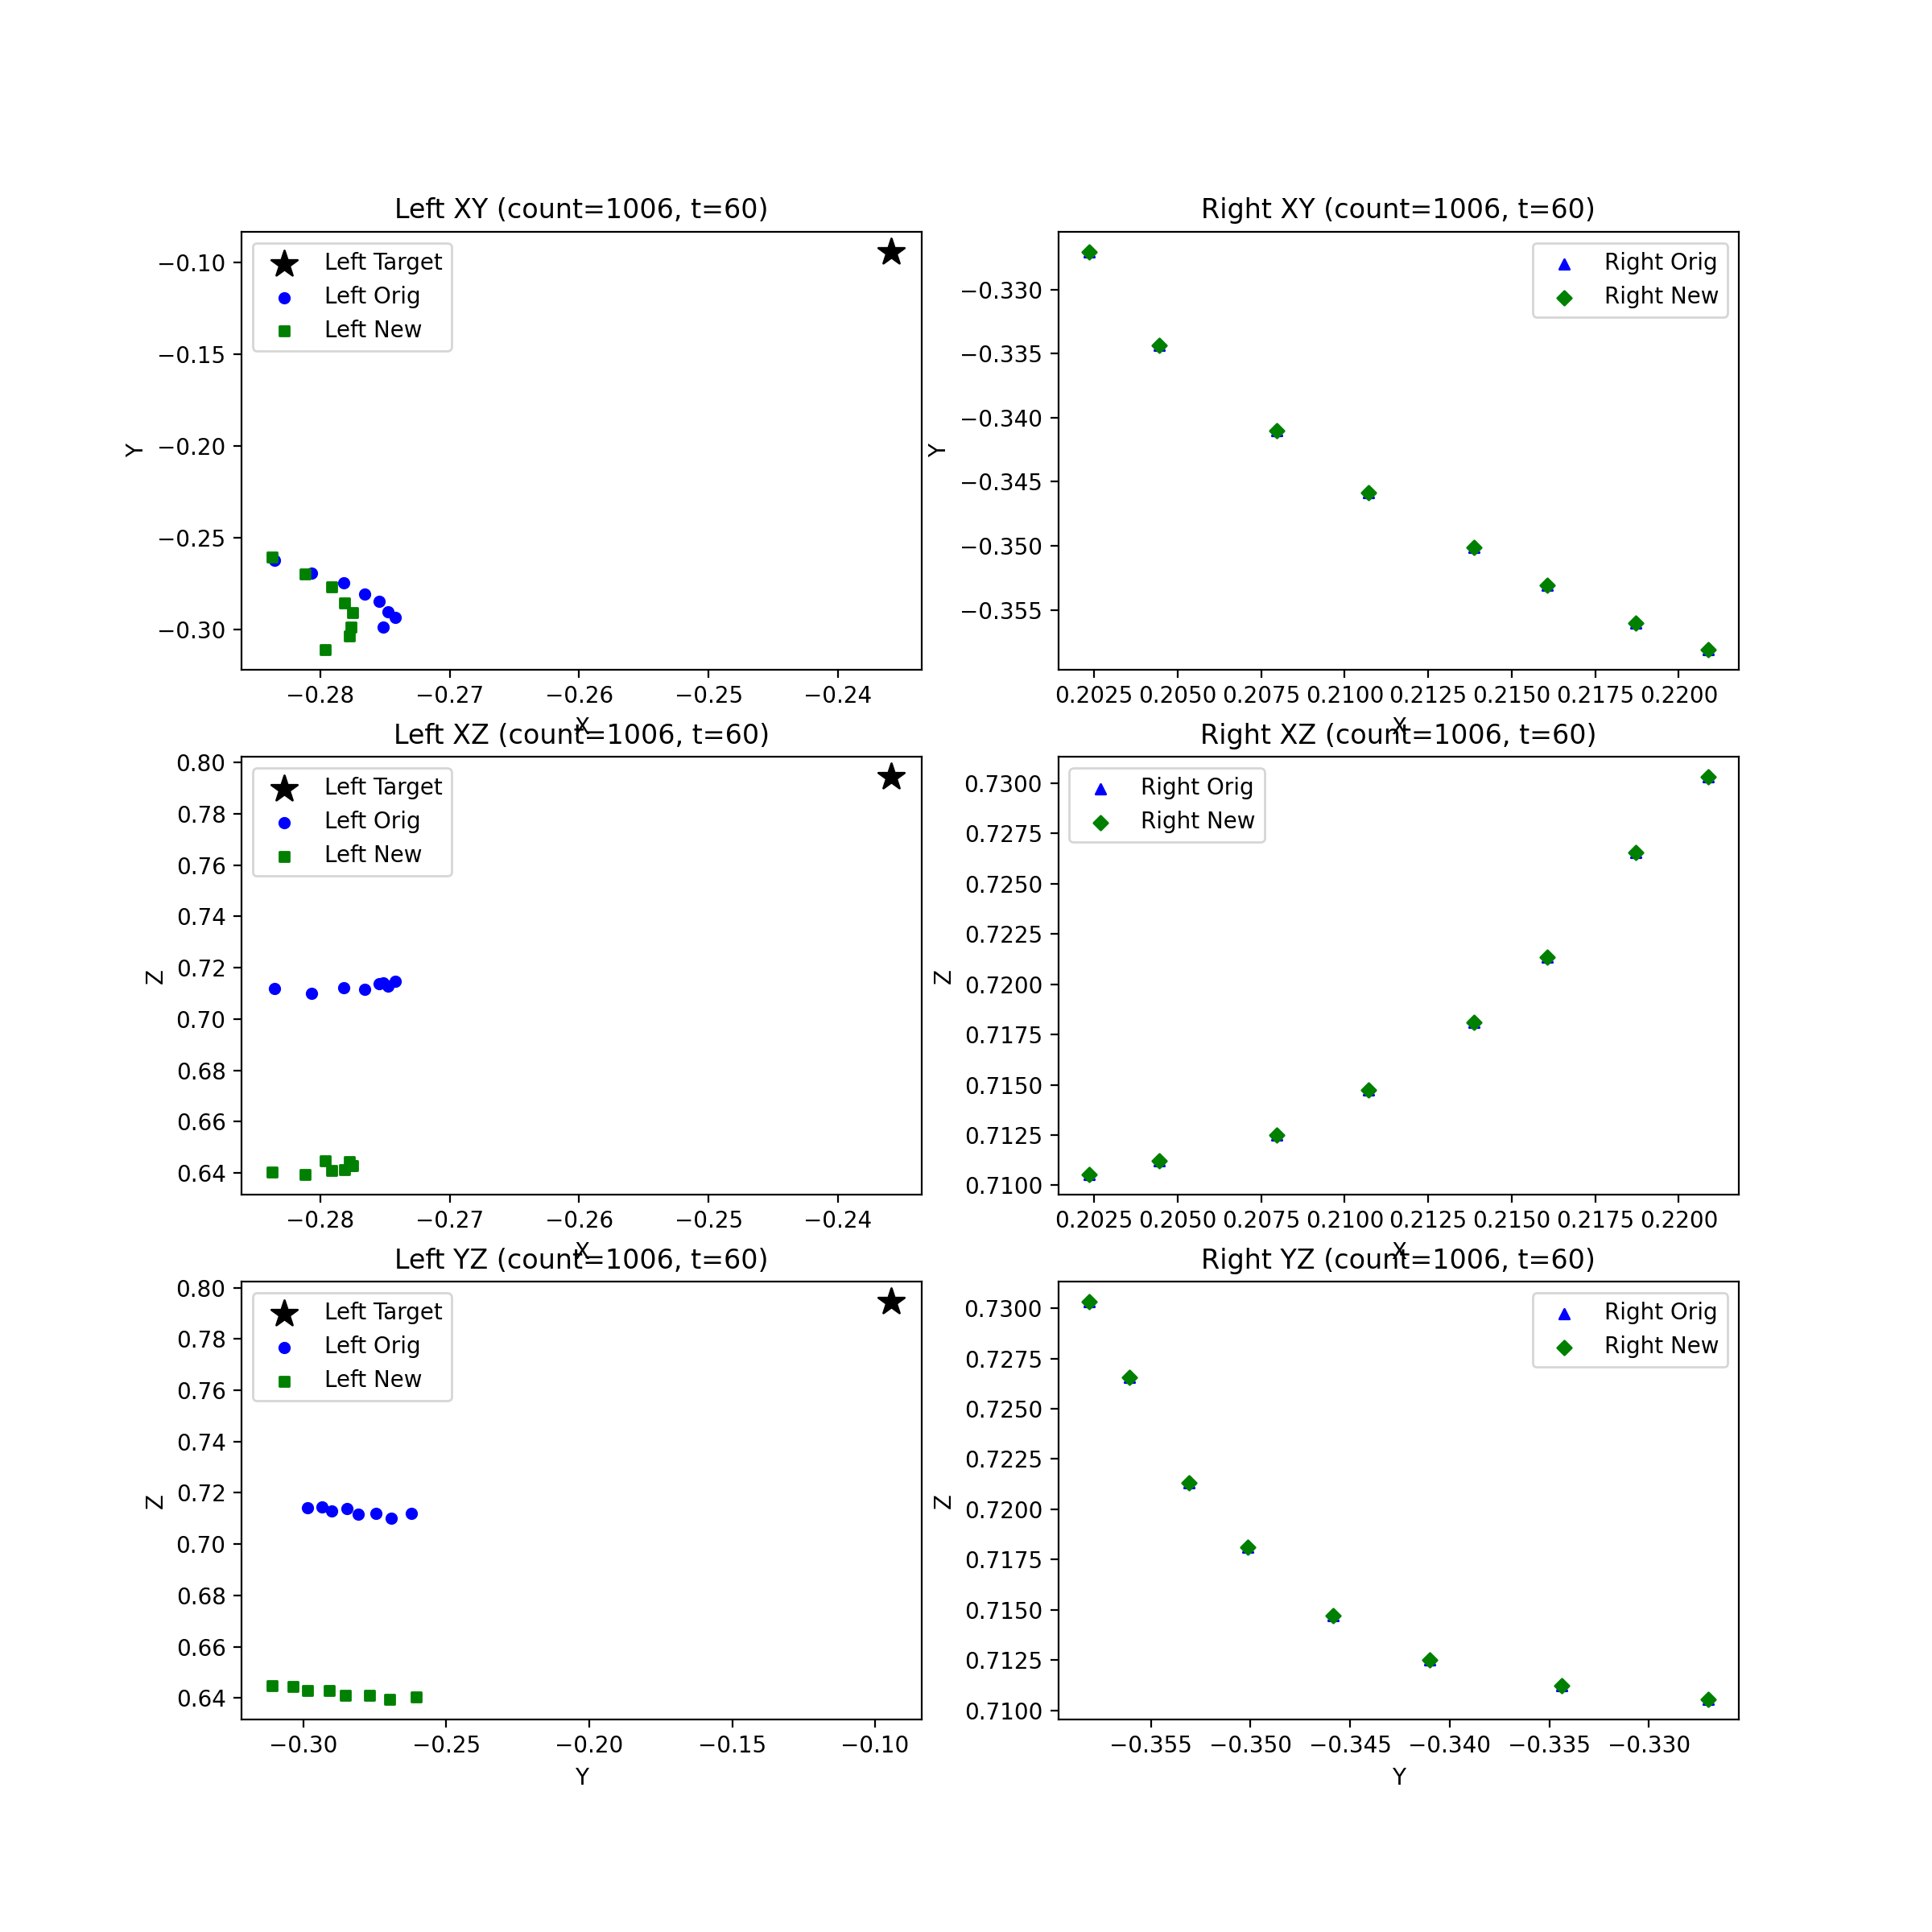 Left XY (count=1006, t=60)
Left Target
Left Orig
Left New
−0.10
−0.15
−0.20
−0.25
−0.30
Y
−0.28
−0.27
−0.26
−0.25
−0.24
X
Right XY (count=1006, t=60)
Right Orig
Right New
−0.330
−0.335
−0.340
−0.345
−0.350
−0.355
Y
0.2025
0.2050
0.2075
0.2100
0.2125
0.2150
0.2175
0.2200
X
Left XZ (count=1006, t=60)
Left Target
Left Orig
Left New
0.80
0.78
0.76
0.74
0.72
0.70
0.68
0.66
0.64
Z
−0.28
−0.27
−0.26
−0.25
−0.24
X
Right XZ (count=1006, t=60)
Right Orig
Right New
0.7300
0.7275
0.7250
0.7225
0.7200
0.7175
0.7150
0.7125
0.7100
Z
0.2025
0.2050
0.2075
0.2100
0.2125
0.2150
0.2175
0.2200
X
Left YZ (count=1006, t=60)
Left Target
Left Orig
Left New
0.80
0.78
0.76
0.74
0.72
0.70
0.68
0.66
0.64
Z
−0.30
−0.25
−0.20
−0.15
−0.10
Y
Right YZ (count=1006, t=60)
Right Orig
Right New
0.7300
0.7275
0.7250
0.7225
0.7200
0.7175
0.7150
0.7125
0.7100
Z
−0.355
−0.350
−0.345
−0.340
−0.335
−0.330
Y